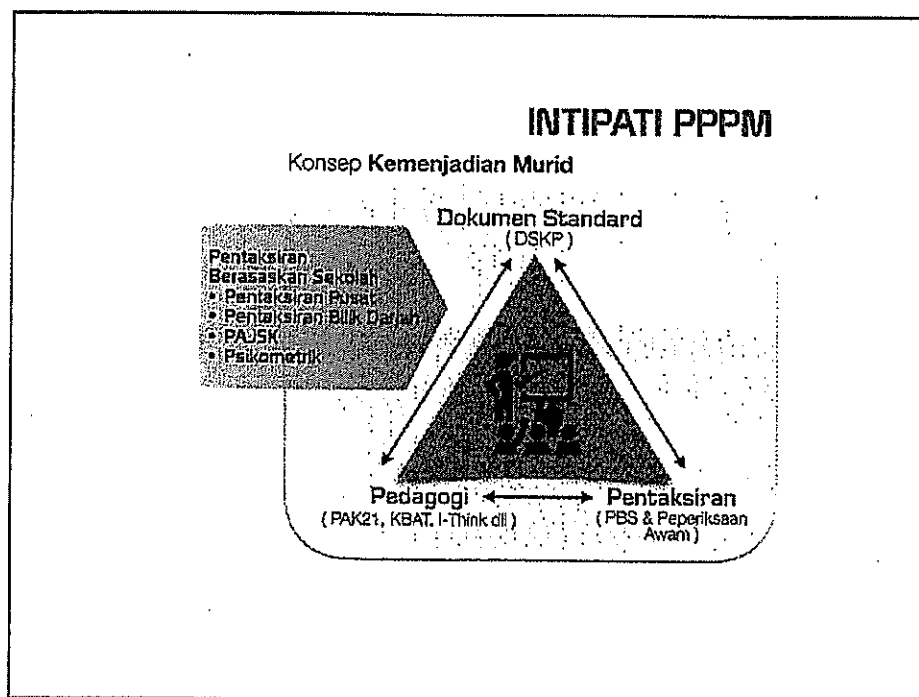 INTIPATI PPPM
Konsep Kemenjadian Murid
Dokumen Standard
( DSKP )
Pentaksiran
Berasaskan Sekolah
• Pentaksiran Pusat
• Pentaksiran Bilik Darjah
• PAJSK
• Psikometrik
Pedagogi
( PAK21, KBAT, I-Think dll )
Pentaksiran
( PBS & Peperiksaan
Awam )